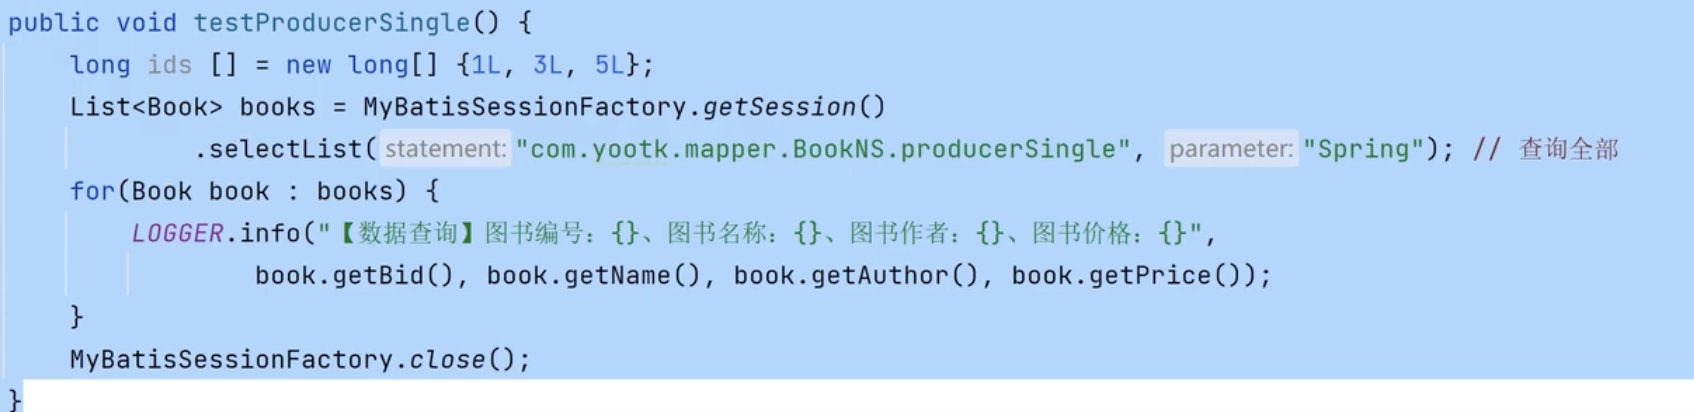 public void testProducerSingle() {
    long ids [] = new long[] {1L, 3L, 5L};
    List<Book> books = MyBatisSessionFactory.getSession()
            .selectList( statement: "com.yootk.mapper.BookNS.producerSingle", parameter: "Spring"); // 查询全部
    for(Book book : books) {
        LOGGER.info("【数据查询】图书编号：{}、图书名称：{}、图书作者：{}、图书价格：{}",
                book.getBid(), book.getName(), book.getAuthor(), book.getPrice());
    }
    MyBatisSessionFactory.close();
}